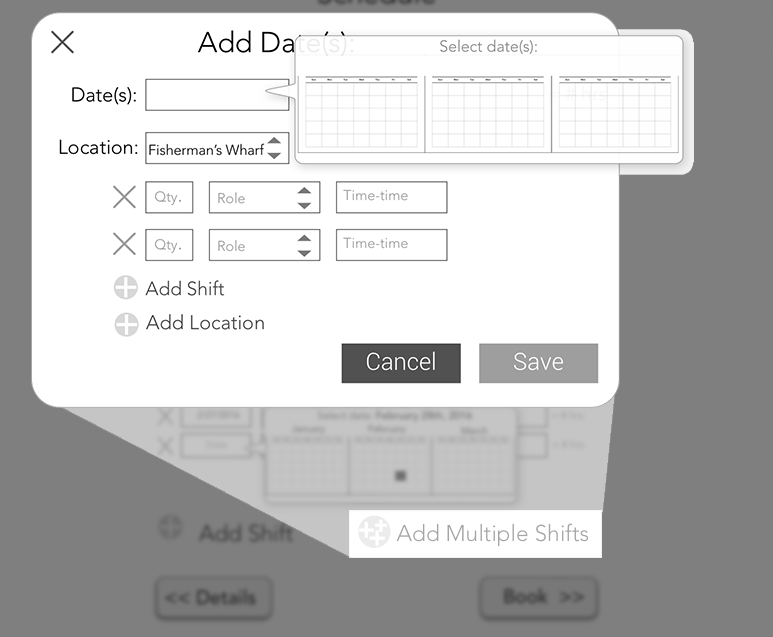 Schedule
Add Date(s):
Select date(s):
Date(s):
Location:
Fisherman's Wharf
Qty.
Role
Time-time
Qty.
Role
Time-time
Add Shift
Add Location
Cancel
Save
Select date: February 28th, 2016
January
February
March
Add Shift
Add Multiple Shifts
<< Details
Book >>